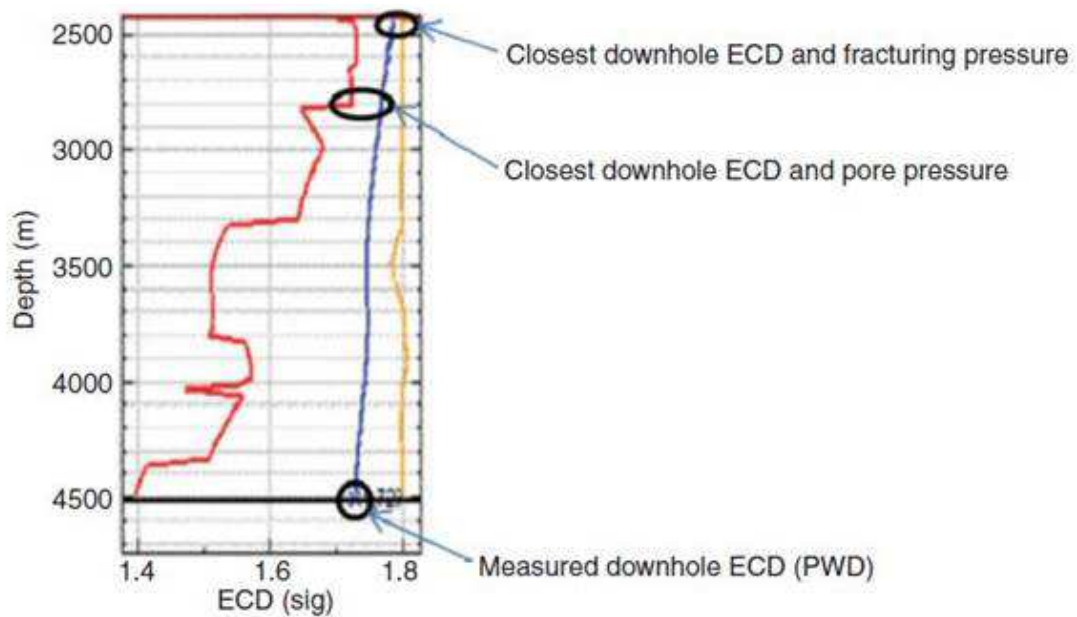 2500
Closest downhole ECD and fracturing pressure
3000
Closest downhole ECD and pore pressure
Depth (m)
3500
4000
4500
Measured downhole ECD (PWD)
1.4 1.6 1.8
ECD (sig)